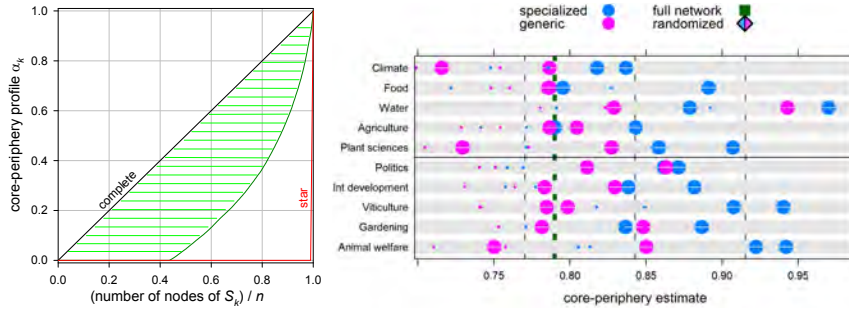 core-periphery profile αk
1.0
0.8
0.6
0.4
0.2
0.0
complete
star
0.0 0.2 0.4 0.6 0.8 1.0
(number of nodes of Sk) / n
specialized full network
generic randomized
Climate
Food
Water
Agriculture
Plant sciences
Politics
Int development
Viticulture
Gardening
Animal welfare
0.75 0.80 0.85 0.90 0.95
core-periphery estimate